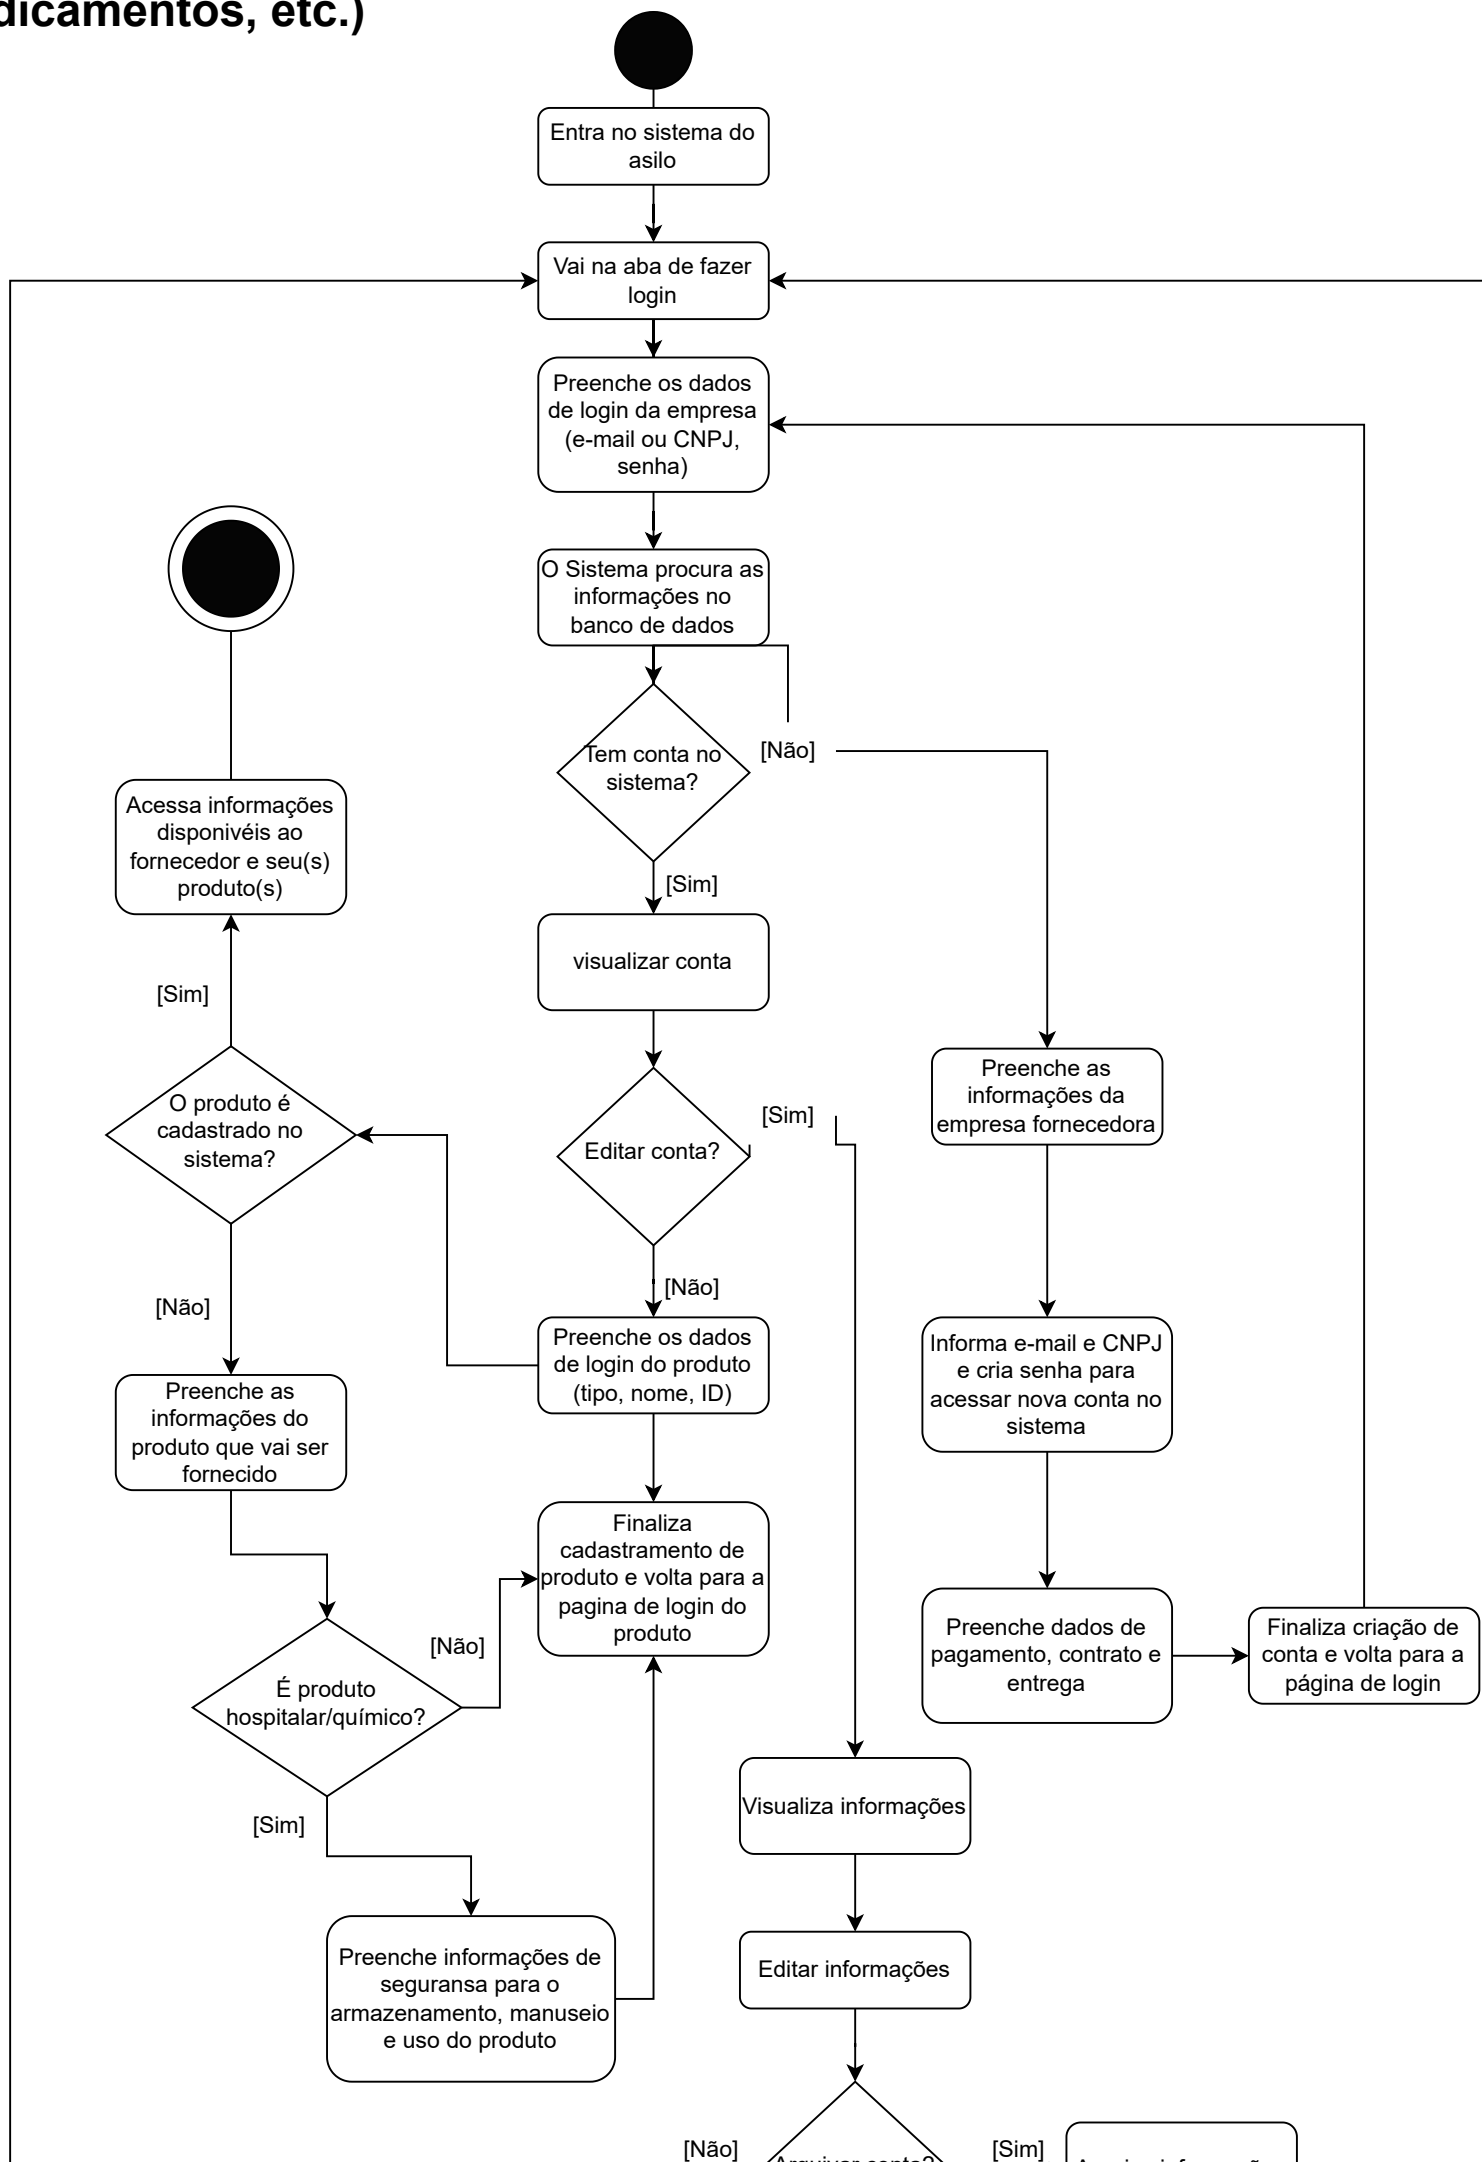 dicamentos, etc.)
Entra no sistema do
asilo
Vai na aba de fazer
login
Preenche os dados
de login da empresa
(e-mail ou CNPJ,
senha)
O Sistema procura as
informações no
banco de dados
Tem conta no
sistema?
[Não]
[Sim]
Acessa informações
disponivéis ao
fornecedor e seu(s)
produto(s)
visualizar conta
[Sim]
O produto é
cadastrado no
sistema?
Editar conta?
[Sim]
Preenche as
informações da
empresa fornecedora
[Não]
[Não]
Preenche os dados
de login do produto
(tipo, nome, ID)
Informa e-mail e CNPJ
e cria senha para
acessar nova conta no
sistema
Preenche as
informações do
produto que vai ser
fornecido
Finaliza
cadastramento de
produto e volta para a
pagina de login do
produto
[Não]
É produto
hospitalar/químico?
Preenche dados de
pagamento, contrato e
entrega
Finaliza criação de
conta e volta para a
página de login
[Sim]
Visualiza informações
Preenche informações de
seguransa para o
armazenamento, manuseio
e uso do produto
Editar informações
[Não]
Arquivar conta?
[Sim]